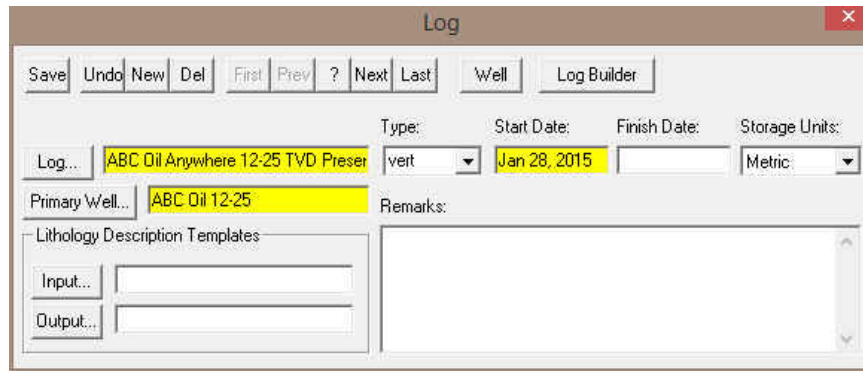 Log
Save Undo New Del First Prev ? Next Last Well Log Builder
Type: Start Date: Finish Date: Storage Units:
Log... ABC Oil Anywhere 12-25 TVD Preser vert Jan 28, 2015 Metric
Primary Well... ABC Oil 12-25 Remarks:
Lithology Description Templates
Input...
Output...